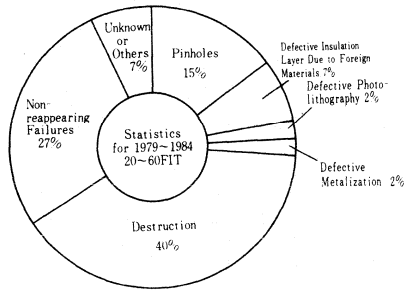 Unknown
or
Others
7%
Pinholes
15%
Defective Insulation
Layer Due to Foreign
Materials 7%
Defective Photo-
lithography 2%
Defective
Metalization 2%
Non-
reappearing
Failures
27%
Statistics
for 1979~1984
20~60FIT
Destruction
40%